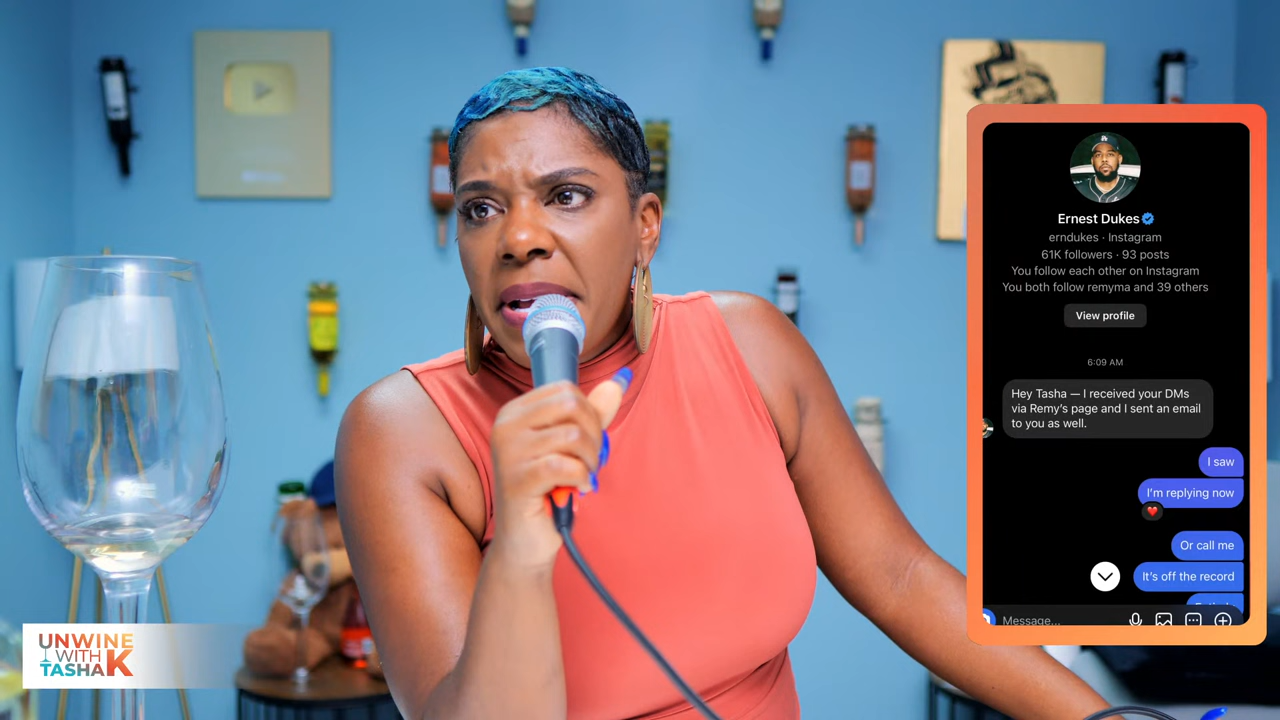 UNWINE
WITH
TASHA K
Ernest Dukes
erndukes · Instagram
61K followers · 93 posts
You follow each other on Instagram
You both follow remyma and 39 others
View profile
6:09 AM
Hey Tasha — I received your DMs
via Remy's page and I sent an email
to you as well.
I saw
I'm replying now
Or call me
It's off the record
Message...